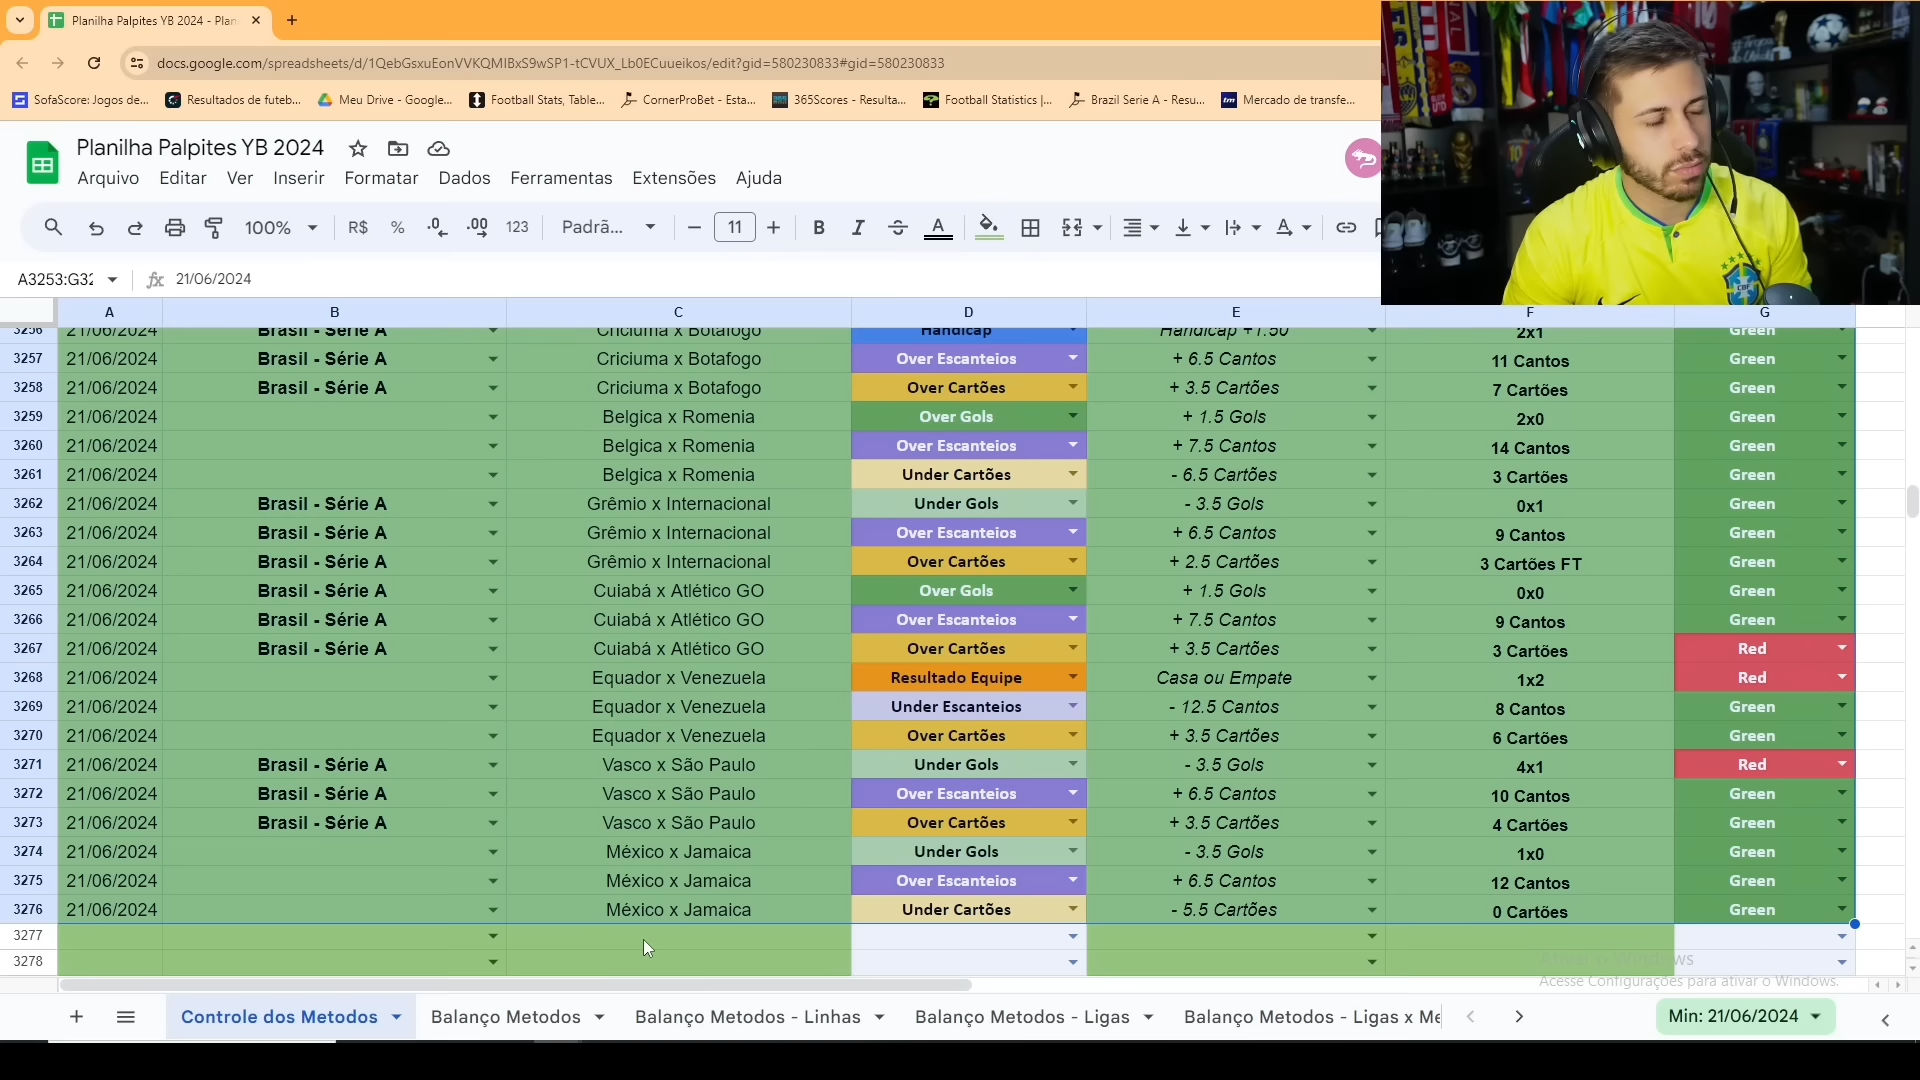 Planilha Palpites YB 2024 - Plan
docs.google.com/spreadsheets/d/1QebGsxuEonVVKQMIBxS9wSP1-tCVUX_Lb0ECuueikos/edit?gid=580230833#gid=580230833
SofaScore: Jogos de... Resultados de futeb... Meu Drive - Google... Football Stats, Table... CornerProBet - Esta... 365Scores - Resulta... Football Statistics |... Brazil Serie A - Resu... Mercado de transfe...
Planilha Palpites YB 2024
Arquivo Editar Ver Inserir Formatar Dados Ferramentas Extensões Ajuda
100% R$ % .0 .00 123 Padrã... 11 B I S A
A3253:G32 fx 21/06/2024
A B C D E F G
3256 21/06/2024 Brasil - Série A Criciuma x Botafogo Handicap Handicap +1.50 2x1 Green
3257 21/06/2024 Brasil - Série A Criciuma x Botafogo Over Escanteios + 6.5 Cantos 11 Cantos Green
3258 21/06/2024 Brasil - Série A Criciuma x Botafogo Over Cartões + 3.5 Cartões 7 Cartões Green
3259 21/06/2024 Belgica x Romenia Over Gols + 1.5 Gols 2x0 Green
3260 21/06/2024 Belgica x Romenia Over Escanteios + 7.5 Cantos 14 Cantos Green
3261 21/06/2024 Belgica x Romenia Under Cartões - 6.5 Cartões 3 Cartões Green
3262 21/06/2024 Brasil - Série A Grêmio x Internacional Under Gols - 3.5 Gols 0x1 Green
3263 21/06/2024 Brasil - Série A Grêmio x Internacional Over Escanteios + 6.5 Cantos 9 Cantos Green
3264 21/06/2024 Brasil - Série A Grêmio x Internacional Over Cartões + 2.5 Cartões 3 Cartões FT Green
3265 21/06/2024 Brasil - Série A Cuiabá x Atlético GO Over Gols + 1.5 Gols 0x0 Green
3266 21/06/2024 Brasil - Série A Cuiabá x Atlético GO Over Escanteios + 7.5 Cantos 9 Cantos Green
3267 21/06/2024 Brasil - Série A Cuiabá x Atlético GO Over Cartões + 3.5 Cartões 3 Cartões Red
3268 21/06/2024 Equador x Venezuela Resultado Equipe Casa ou Empate 1x2 Red
3269 21/06/2024 Equador x Venezuela Under Escanteios - 12.5 Cantos 8 Cantos Green
3270 21/06/2024 Equador x Venezuela Over Cartões + 3.5 Cartões 6 Cartões Green
3271 21/06/2024 Brasil - Série A Vasco x São Paulo Under Gols - 3.5 Gols 4x1 Red
3272 21/06/2024 Brasil - Série A Vasco x São Paulo Over Escanteios + 6.5 Cantos 10 Cantos Green
3273 21/06/2024 Brasil - Série A Vasco x São Paulo Over Cartões + 3.5 Cartões 4 Cartões Green
3274 21/06/2024 México x Jamaica Under Gols - 3.5 Gols 1x0 Green
3275 21/06/2024 México x Jamaica Over Escanteios + 6.5 Cantos 12 Cantos Green
3276 21/06/2024 México x Jamaica Under Cartões - 5.5 Cartões 0 Cartões Green
3277
3278
Acesse Configurações para ativar o Windows.
Controle dos Metodos Balanço Metodos Balanço Metodos - Linhas Balanço Metodos - Ligas Balanço Metodos - Ligas x Me Min: 21/06/2024